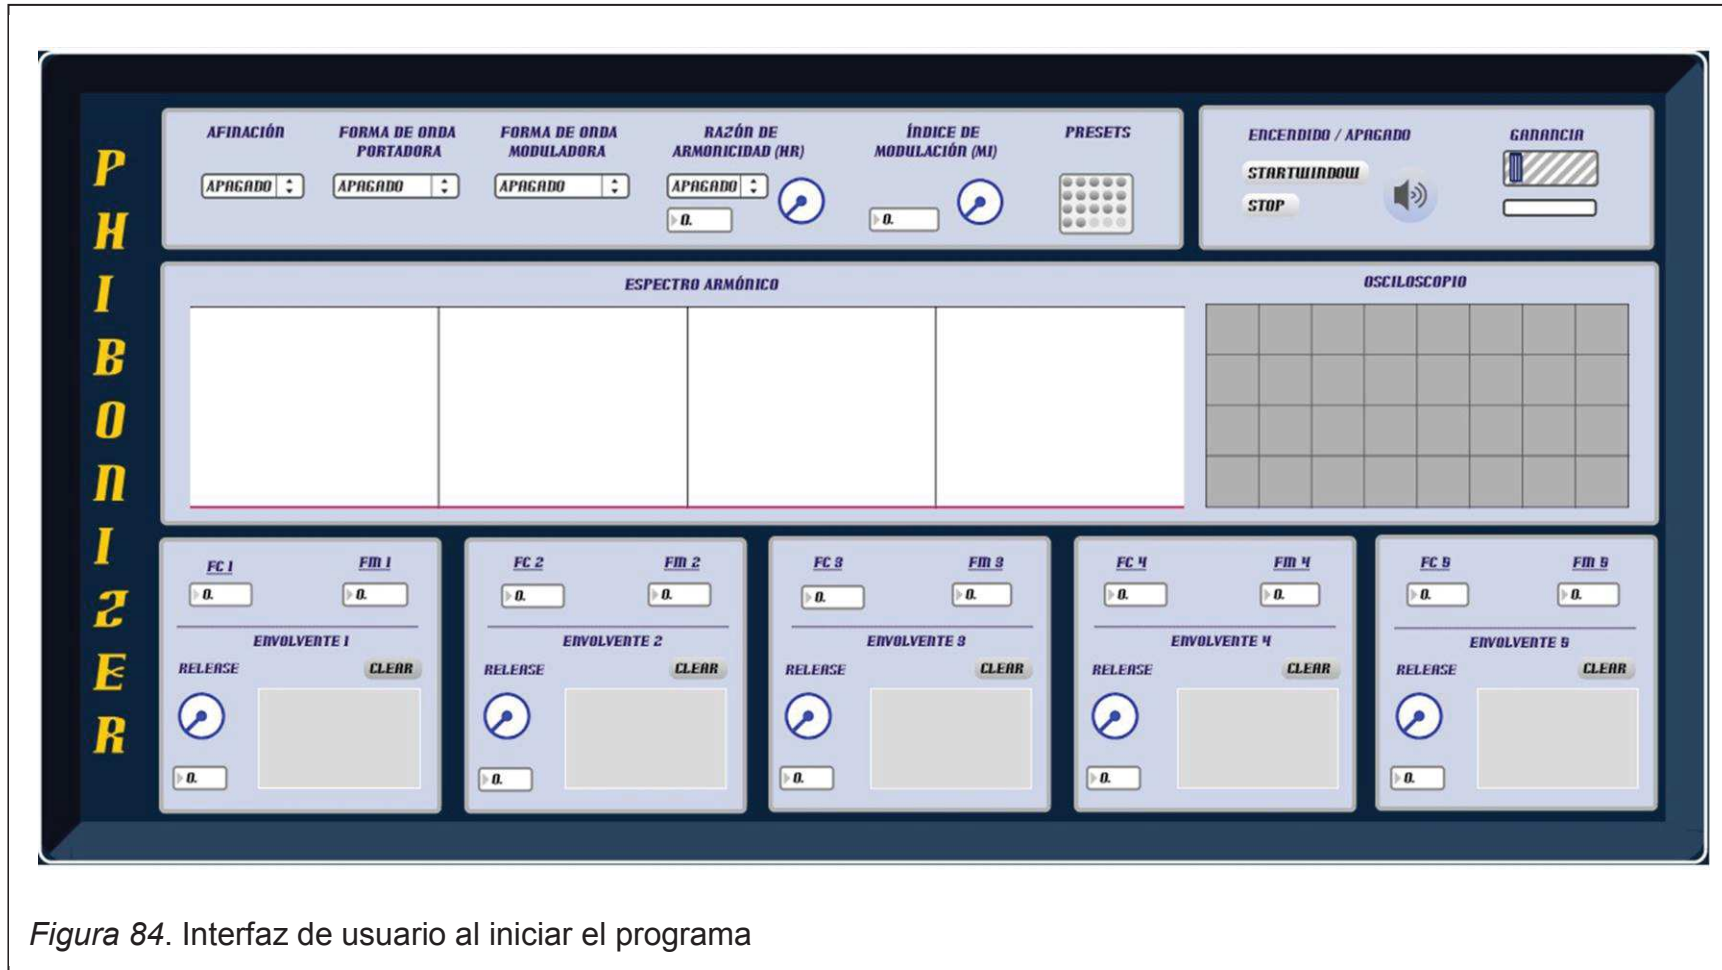 PHIBONIZER
AFINACIÓN
APAGADO
FORMA DE ONDA
PORTADORA
APAGADO
FORMA DE ONDA
MODULADORA
APAGADO
RAZÓN DE
ARMONICIDAD (HR)
APAGADO
0.
ÍNDICE DE
MODULACIÓN (MI)
0.
PRESETS
ENCENDIDO / APAGADO
STARTWINDOW
STOP
GANANCIA
ESPECTRO ARMÓNICO
OSCILOSCOPIO
FC 1 FM 1
0. 0.
ENVOLVENTE 1
RELEASE CLEAR
0.
FC 2 FM 2
0. 0.
ENVOLVENTE 2
RELEASE CLEAR
0.
FC 3 FM 3
0. 0.
ENVOLVENTE 3
RELEASE CLEAR
0.
FC 4 FM 4
0. 0.
ENVOLVENTE 4
RELEASE CLEAR
0.
FC 5 FM 5
0. 0.
ENVOLVENTE 5
RELEASE CLEAR
0.
Figura 84. Interfaz de usuario al iniciar el programa